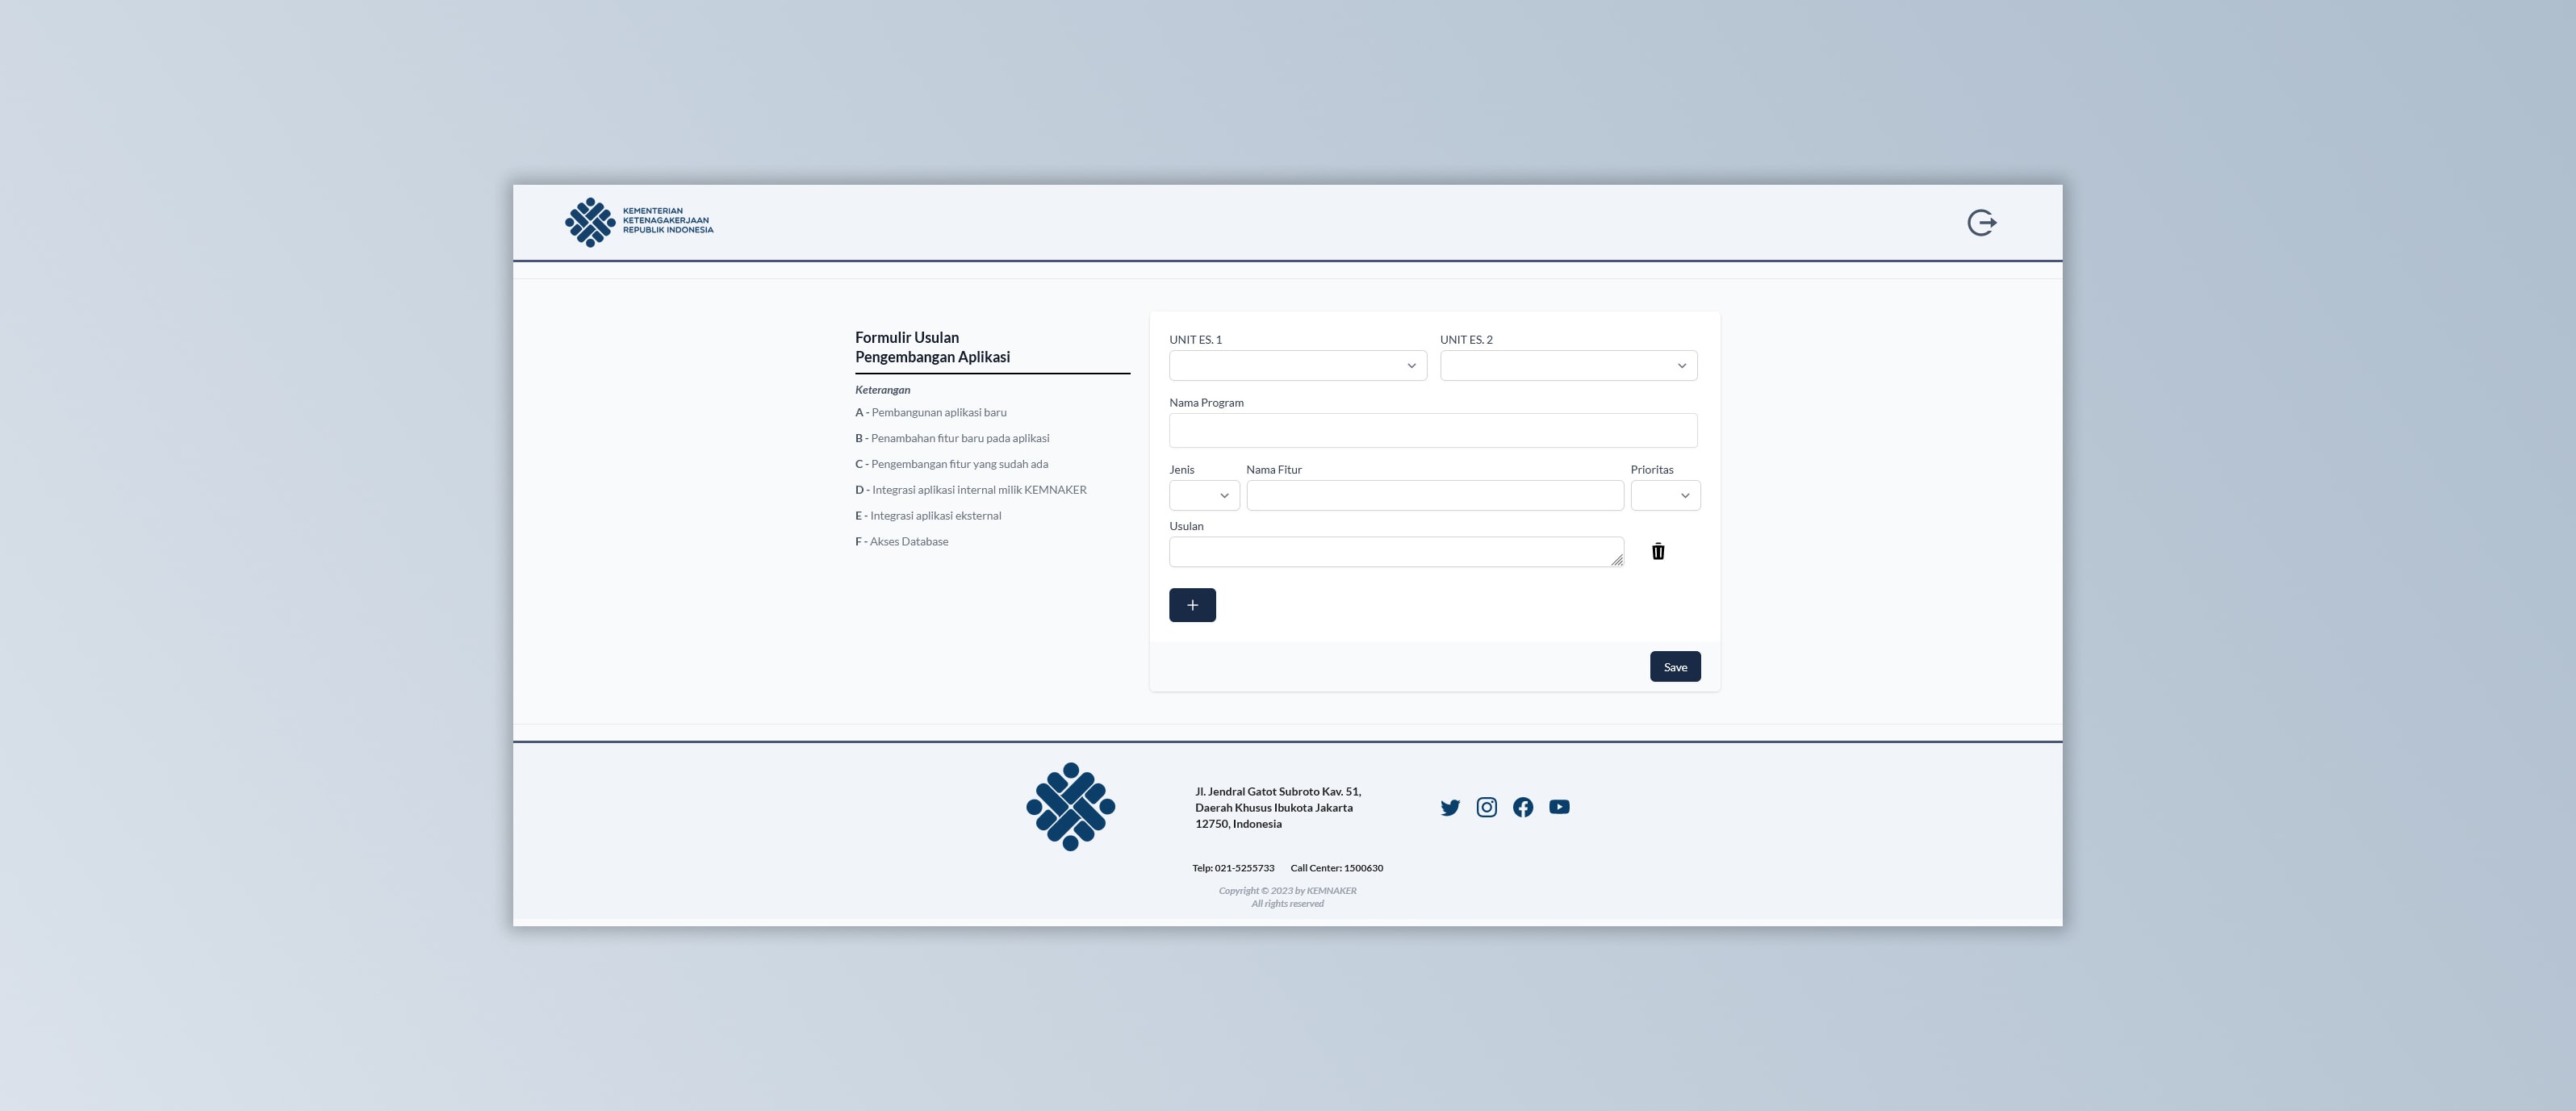 KEMENTERIAN
KETENAGAKERJAAN
REPUBLIK INDONESIA
Formulir Usulan
Pengembangan Aplikasi
Keterangan
A - Pembangunan aplikasi baru
B - Penambahan fitur baru pada aplikasi
C - Pengembangan fitur yang sudah ada
D - Integrasi aplikasi internal milik KEMNAKER
E - Integrasi aplikasi eksternal
F - Akses Database
UNIT ES. 1
UNIT ES. 2
Nama Program
Jenis
Nama Fitur
Prioritas
Usulan
Save
Jl. Jendral Gatot Subroto Kav. 51,
Daerah Khusus Ibukota Jakarta
12750, Indonesia
Telp: 021-5255733
Call Center: 1500630
Copyright © 2023 by KEMNAKER
All rights reserved